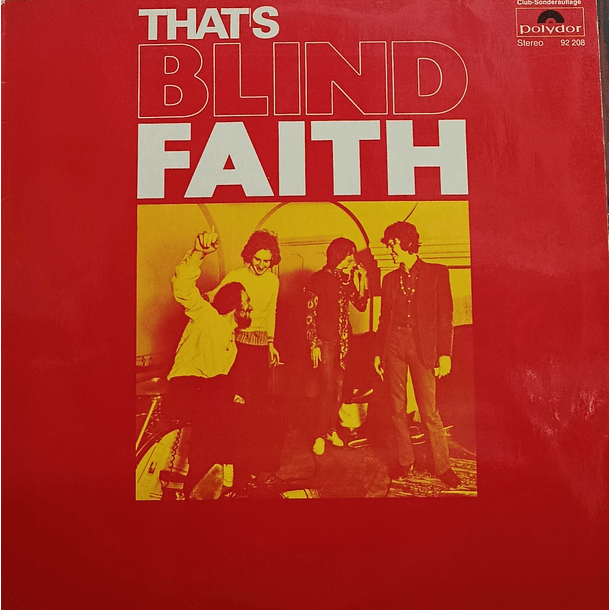 THAT'S
BLIND
FAITH
Club-Sonderauflage
polydor
Stereo 92 208